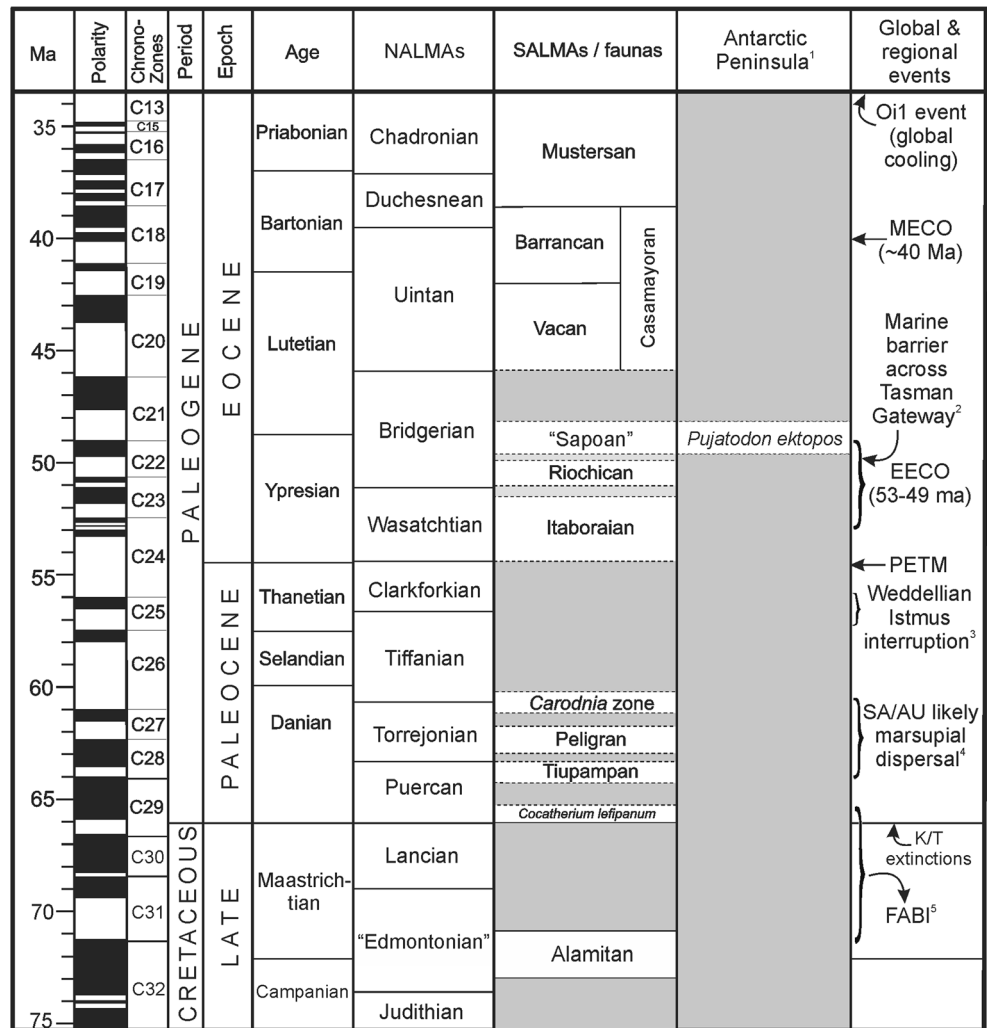 Ma
Polarity
Chrono-
Zones
Period
Epoch
Age
NALMAs
SALMAs / faunas
Antarctic
Peninsula¹
Global &
regional
events
35
40
45
50
55
60
65
70
75
C13
C15
C16
C17
C18
C19
C20
C21
C22
C23
C24
C25
C26
C27
C28
C29
C30
C31
C32
PALEOGENE
CRETACEOUS
EOCENE
PALEOCENE
LATE
Priabonian
Bartonian
Lutetian
Ypresian
Thanetian
Selandian
Danian
Maastrich-
tian
Campanian
Chadronian
Duchesnean
Uintan
Bridgerian
Wasatchtian
Clarkforkian
Tiffanian
Torrejonian
Puercan
Lancian
“Edmontonian”
Judithian
Mustersan
Barrancan
Vacan
Casamayoran
“Sapoan”
Riochican
Itaboraian
Carodnia zone
Peligran
Tiupampan
Cocatherium lefipanum
Alamitan
Pujatodon ektopos
Oi1 event
(global
cooling)
MECO
(~40 Ma)
Marine
barrier
across
Tasman
Gateway²
EECO
(53-49 ma)
PETM
Weddellian
Istmus
interruption³
SA/AU likely
marsupial
dispersal⁴
K/T
extinctions
FABI⁵